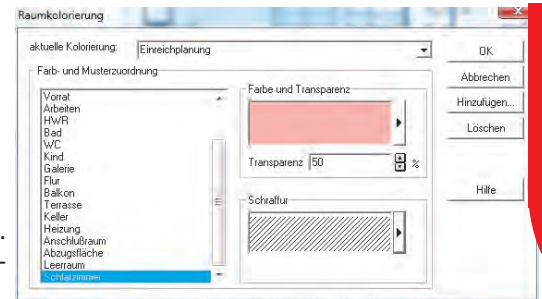 Raumkolorierung
aktuelle Kolorierung: Einreichplanung
OK
Abbrechen
Hinzufügen...
Löschen
Hilfe
Farb- und Musterzuordnung
Vorrat
Arbeiten
HWR
Bad
WC
Kind
Galerie
Flur
Balkon
Terrasse
Keller
Heizung
Anschlußraum
Abzugsfläche
Leerraum
Schlafzimmer
Farbe und Transparenz
Transparenz 50 %
Schraffur